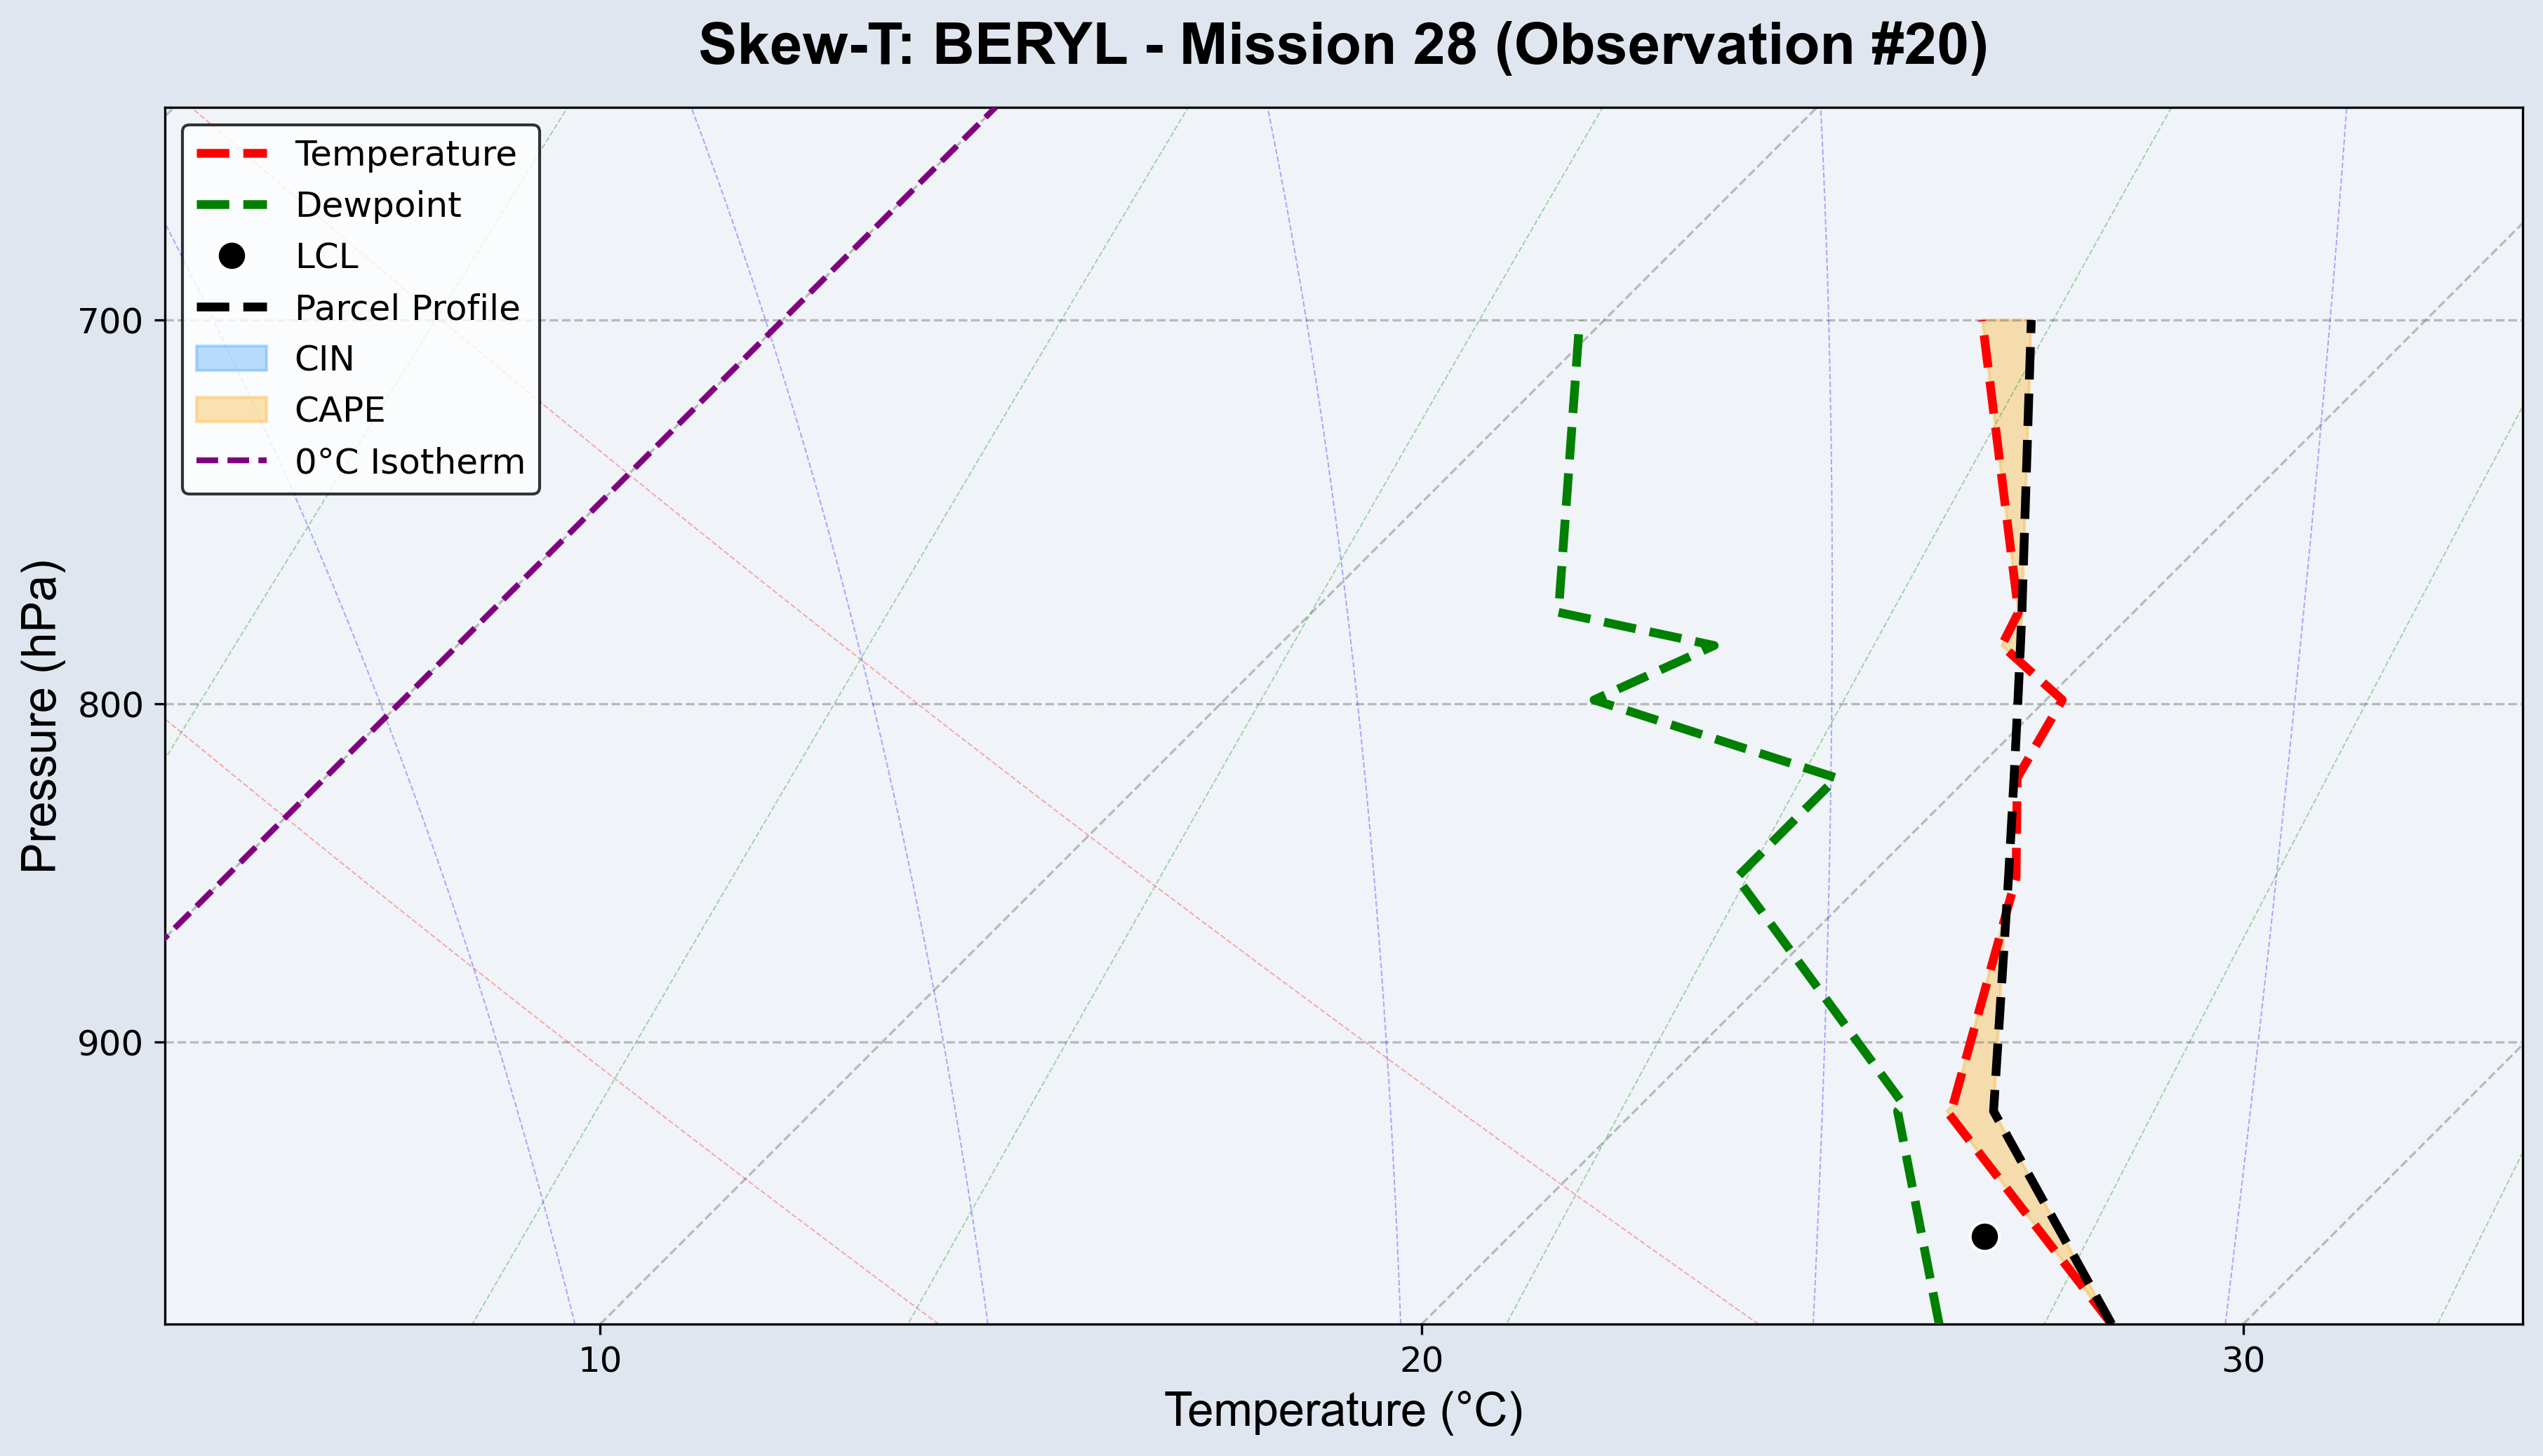 Skew-T: BERYL - Mission 28 (Observation #20)
Temperature
Dewpoint
LCL
Parcel Profile
CIN
CAPE
0°C Isotherm
Pressure (hPa)
700
800
900
10
20
30
Temperature (°C)